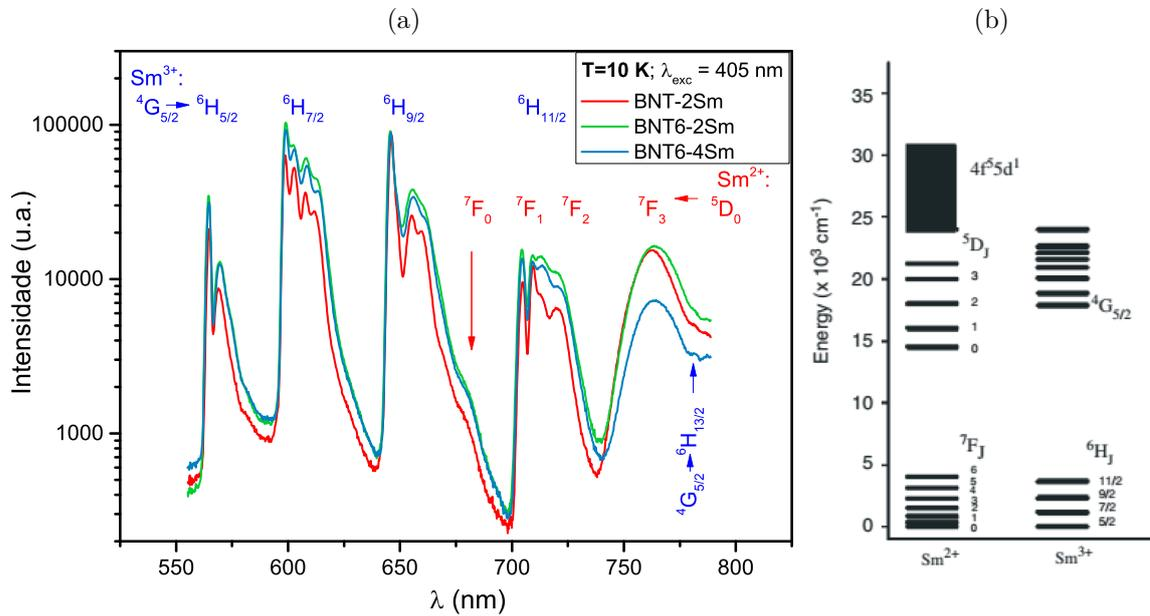 (a)
Sm³⁺:
⁴G₅/₂ → ⁶H₅/₂
⁶H₇/₂
⁶H₉/₂
⁶H₁₁/₂
T=10 K; λexc = 405 nm
BNT-2Sm
BNT6-2Sm
BNT6-4Sm
Sm²⁺:
⁷F₀
⁷F₁
⁷F₂
⁷F₃ ← ⁵D₀
⁴G₅/₂ → ⁶H₁₃/₂
Intensidade (u.a.)
100000
10000
1000
550 600 650 700 750 800
λ (nm)
(b)
Energy (x 10³ cm⁻¹)
35
30
25
20
15
10
5
0
4f⁵5d¹
⁵D_J
3
2
1
0
⁴G₅/₂
⁷F_J
6
5
4
3
2
1
0
⁶H_J
11/2
9/2
7/2
5/2
Sm²⁺
Sm³⁺